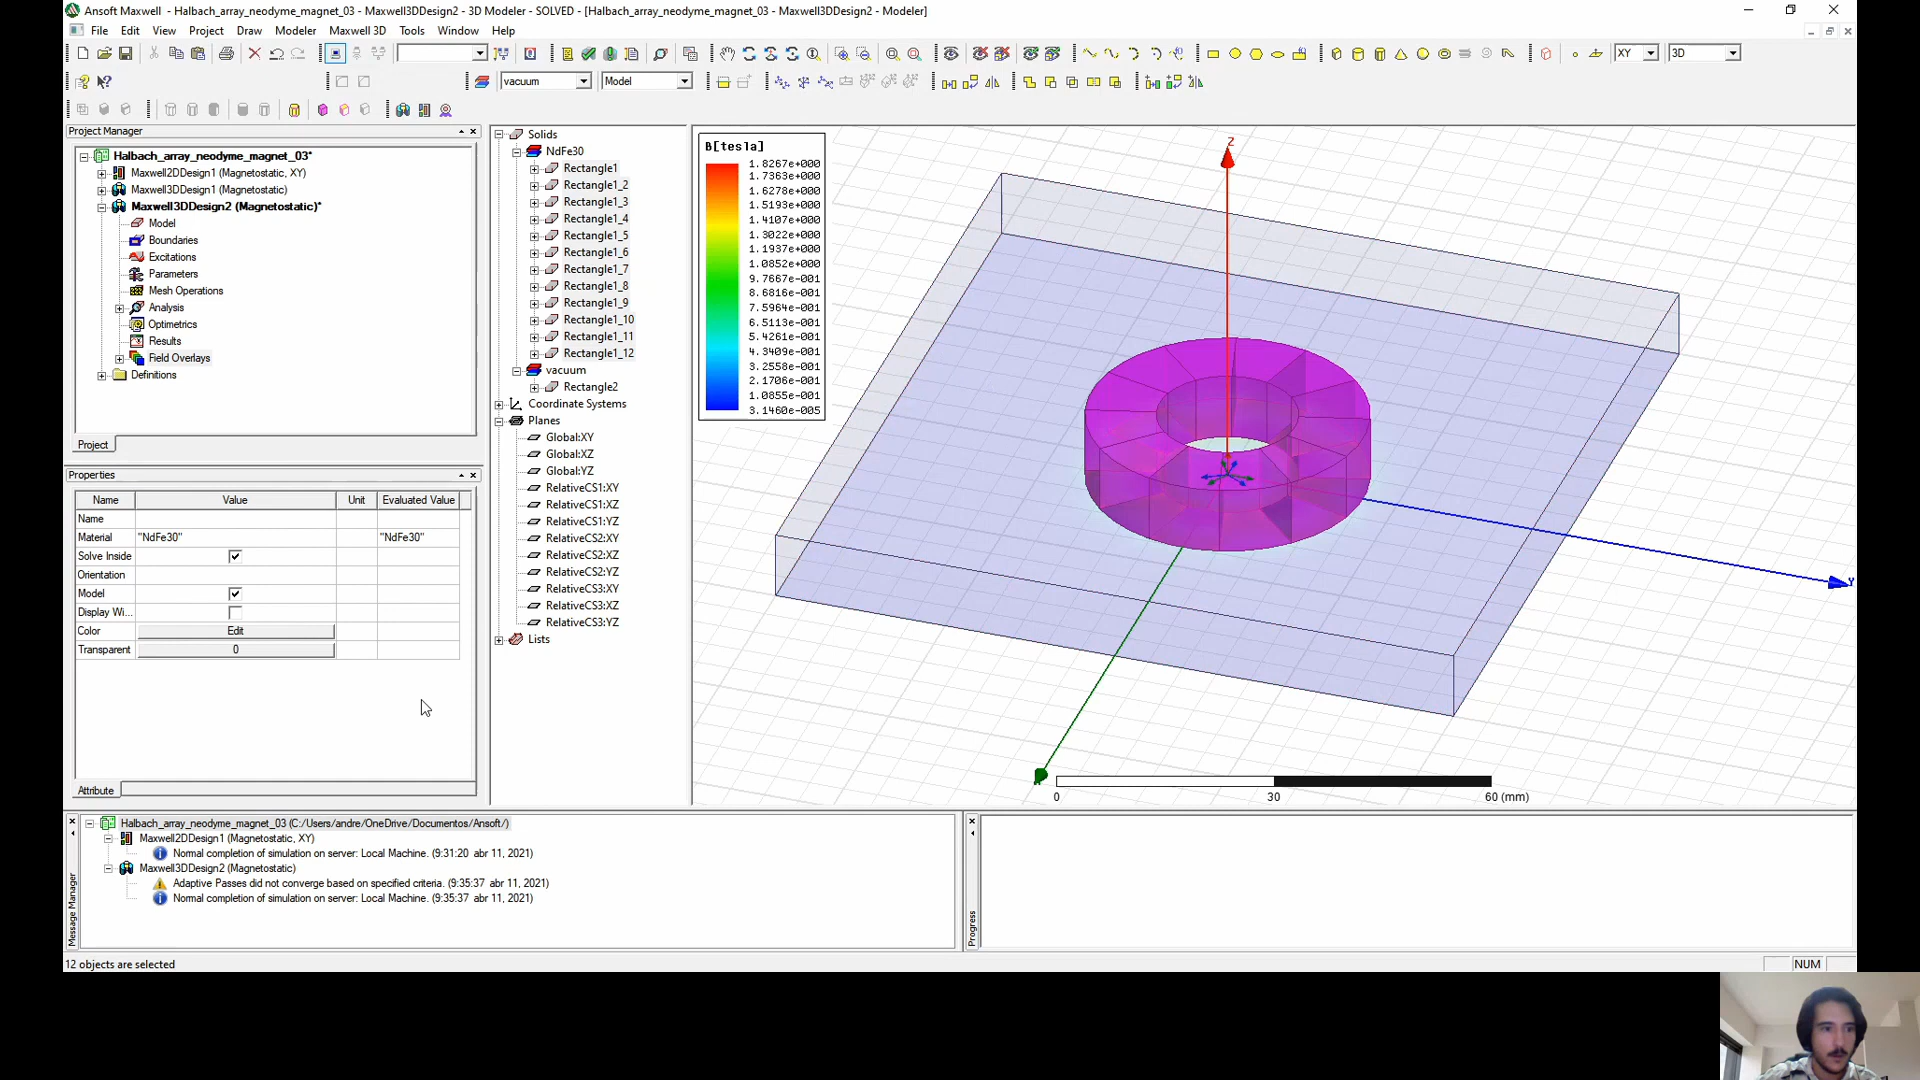 Ansoft Maxwell - Halbach_array_neodyme_magnet_03 - Maxwell3DDesign2 - 3D Modeler - SOLVED - [Halbach_array_neodyme_magnet_03 - Maxwell3DDesign2 - Modeler]
File Edit View Project Draw Modeler Maxwell 3D Tools Window Help
XY 3D
vacuum Model
Project Manager
Halbach_array_neodyme_magnet_03*
Maxwell2DDesign1 (Magnetostatic, XY)
Maxwell3DDesign1 (Magnetostatic)
Maxwell3DDesign2 (Magnetostatic)*
Model
Boundaries
Excitations
Parameters
Mesh Operations
Analysis
Optimetrics
Results
Field Overlays
Definitions
Project
Properties
Name Value Unit Evaluated Value
Name
Material "NdFe30" "NdFe30"
Solve Inside
Orientation
Model
Display Wi...
Color Edit
Transparent 0
Attribute
Solids
NdFe30
Rectangle1
Rectangle1_2
Rectangle1_3
Rectangle1_4
Rectangle1_5
Rectangle1_6
Rectangle1_7
Rectangle1_8
Rectangle1_9
Rectangle1_10
Rectangle1_11
Rectangle1_12
vacuum
Rectangle2
Coordinate Systems
Planes
Global:XY
Global:XZ
Global:YZ
RelativeCS1:XY
RelativeCS1:XZ
RelativeCS1:YZ
RelativeCS2:XY
RelativeCS2:XZ
RelativeCS2:YZ
RelativeCS3:XY
RelativeCS3:XZ
RelativeCS3:YZ
Lists
B[tesla]
1.8267e+000
1.7363e+000
1.6278e+000
1.5193e+000
1.4107e+000
1.3022e+000
1.1937e+000
1.0852e+000
9.7667e-001
8.6816e-001
7.5964e-001
6.5113e-001
5.4261e-001
4.3409e-001
3.2558e-001
2.1706e-001
1.0855e-001
3.1460e-005
Z
Y
0 30 60 (mm)
Halbach_array_neodyme_magnet_03 (C:/Users/andre/OneDrive/Documentos/Ansoft/)
Maxwell2DDesign1 (Magnetostatic, XY)
Normal completion of simulation on server: Local Machine. (9:31:20 abr 11, 2021)
Maxwell3DDesign2 (Magnetostatic)
Adaptive Passes did not converge based on specified criteria. (9:35:37 abr 11, 2021)
Normal completion of simulation on server: Local Machine. (9:35:37 abr 11, 2021)
Message Manager
Progress
12 objects are selected
NUM